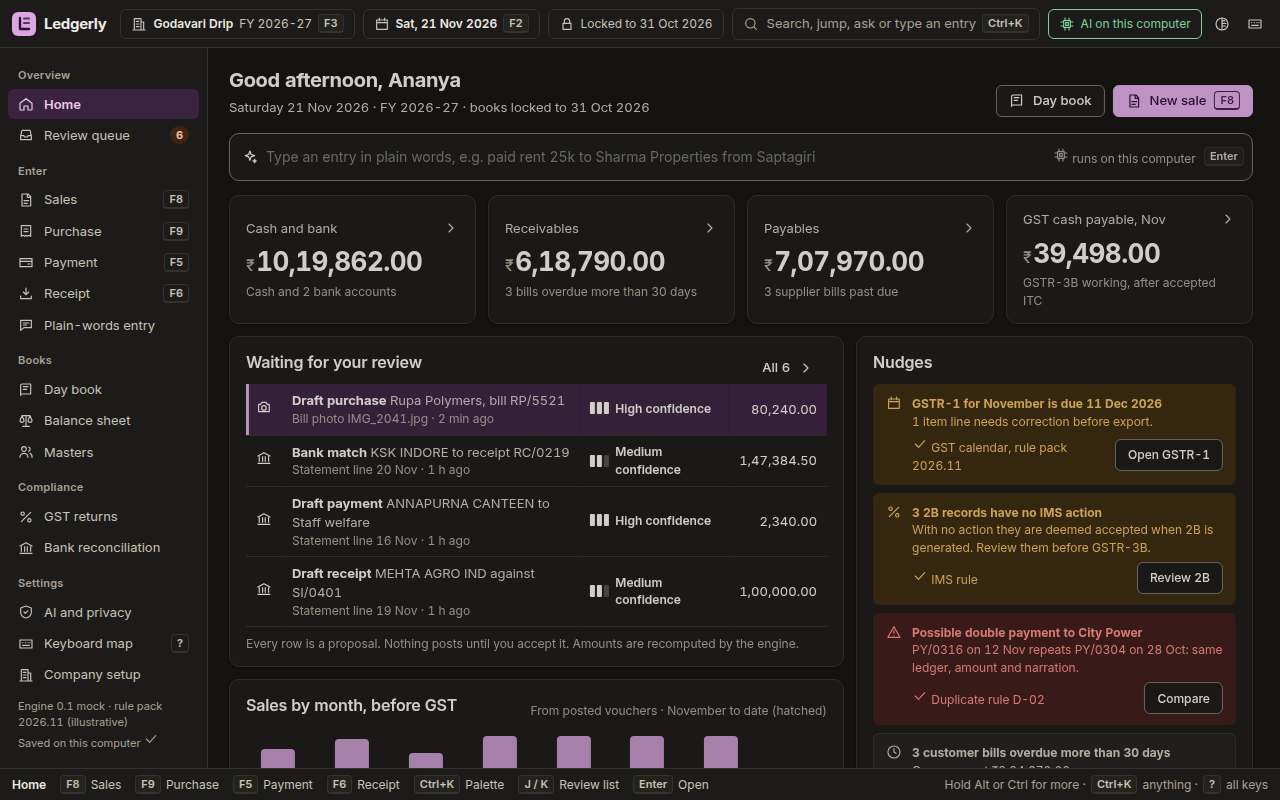 Ledgerly
Godavari Drip FY 2026-27 F3
Sat, 21 Nov 2026 F2
Locked to 31 Oct 2026
Search, jump, ask or type an entry Ctrl+K
AI on this computer
Overview
Home
Review queue 6
Enter
Sales F8
Purchase F9
Payment F5
Receipt F6
Plain-words entry
Books
Day book
Balance sheet
Masters
Compliance
GST returns
Bank reconciliation
Settings
AI and privacy
Keyboard map ?
Company setup
Engine 0.1 mock · rule pack
2026.11 (illustrative)
Saved on this computer
Good afternoon, Ananya
Saturday 21 Nov 2026 · FY 2026-27 · books locked to 31 Oct 2026
Day book
New sale F8
Type an entry in plain words, e.g. paid rent 25k to Sharma Properties from Saptagiri
runs on this computer Enter
Cash and bank
₹10,19,862.00
Cash and 2 bank accounts
Receivables
₹6,18,790.00
3 bills overdue more than 30 days
Payables
₹7,07,970.00
3 supplier bills past due
GST cash payable, Nov
₹39,498.00
GSTR-3B working, after accepted
ITC
Waiting for your review
All 6
Draft purchase Rupa Polymers, bill RP/5521
Bill photo IMG_2041.jpg · 2 min ago
High confidence
80,240.00
Bank match KSK INDORE to receipt RC/0219
Statement line 20 Nov · 1 h ago
Medium
confidence
1,47,384.50
Draft payment ANNAPURNA CANTEEN to
Staff welfare
Statement line 16 Nov · 1 h ago
High confidence
2,340.00
Draft receipt MEHTA AGRO IND against
SI/0401
Statement line 19 Nov · 1 h ago
Medium
confidence
1,00,000.00
Every row is a proposal. Nothing posts until you accept it. Amounts are recomputed by the engine.
Sales by month, before GST
From posted vouchers · November to date (hatched)
Nudges
GSTR-1 for November is due 11 Dec 2026
1 item line needs correction before export.
GST calendar, rule pack
2026.11
Open GSTR-1
3 2B records have no IMS action
With no action they are deemed accepted when 2B is
generated. Review them before GSTR-3B.
IMS rule
Review 2B
Possible double payment to City Power
PY/0316 on 12 Nov repeats PY/0304 on 28 Oct: same
ledger, amount and narration.
Duplicate rule D-02
Compare
3 customer bills overdue more than 30 days
Home F8 Sales F9 Purchase F5 Payment F6 Receipt Ctrl+K Palette J / K Review list Enter Open
Hold Alt or Ctrl for more · Ctrl+K anything · ? all keys